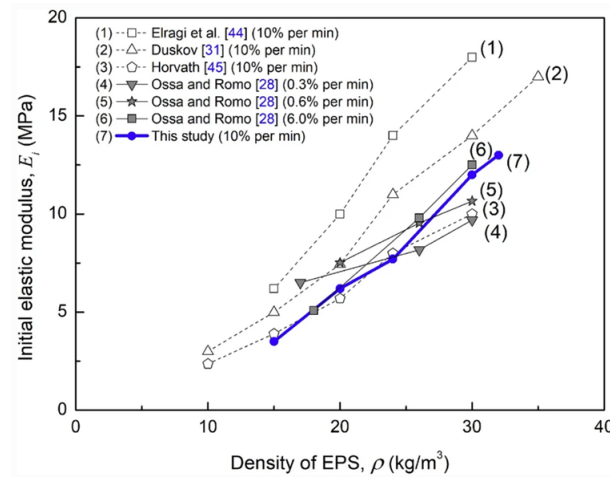 20
15
10
5
0
Initial elastic modulus, E_i (MPa)
(1) Elragi et al. [44] (10% per min)
(2) Duskov [31] (10% per min)
(3) Horvath [45] (10% per min)
(4) Ossa and Romo [28] (0.3% per min)
(5) Ossa and Romo [28] (0.6% per min)
(6) Ossa and Romo [28] (6.0% per min)
(7) This study (10% per min)
(1)
(2)
(6)
(7)
(5)
(3)
(4)
0 10 20 30 40
Density of EPS, ρ (kg/m³)